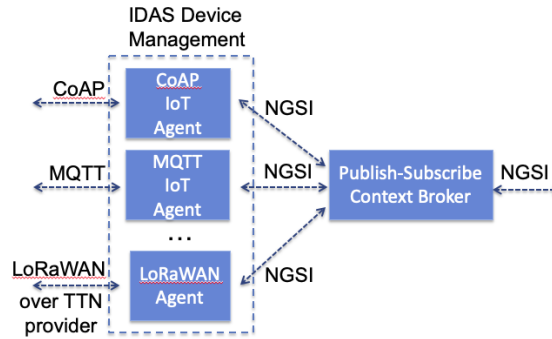 IDAS Device
Management
CoAP
CoAP
IoT
Agent
NGSI
MQTT
MQTT
IoT
Agent
NGSI
Publish-Subscribe
Context Broker
NGSI
...
LoRaWAN
over TTN
provider
LoRaWAN
Agent
NGSI